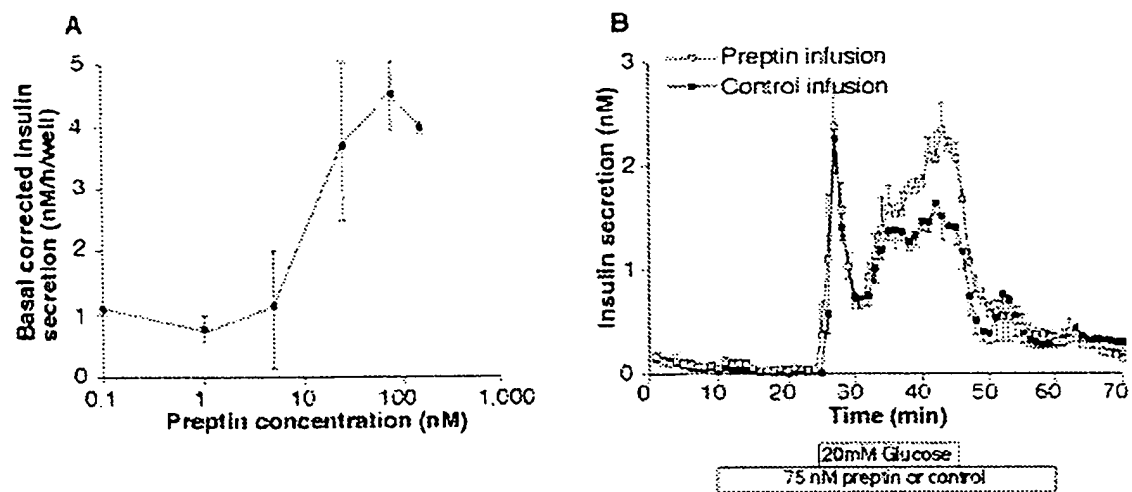 A
Basal corrected Insulin
secretion (nM/h/well)
5
4
3
2
1
0
0.1
1
10
100
1,000
Preptin concentration (nM)
B
Preptin infusion
Control infusion
Insulin secretion (nM)
3
2
1
0
0
10
20
30
40
50
60
70
Time (min)
20mM Glucose
75 nM preptin or control